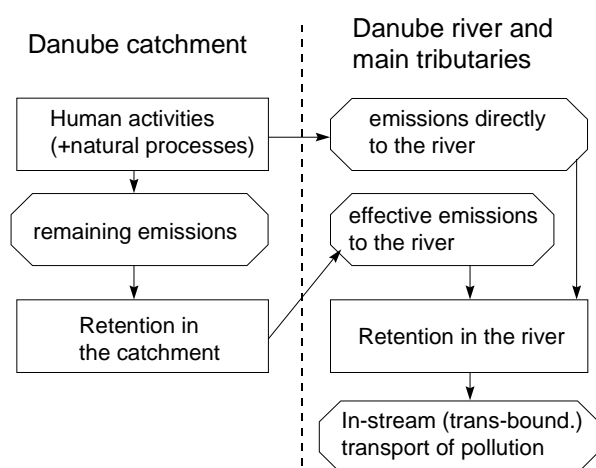 Danube catchment
Danube river and
main tributaries
Human activities
(+natural processes)
emissions directly
to the river
remaining emissions
effective emissions
to the river
Retention in
the catchment
Retention in the river
In-stream (trans-bound.)
transport of pollution